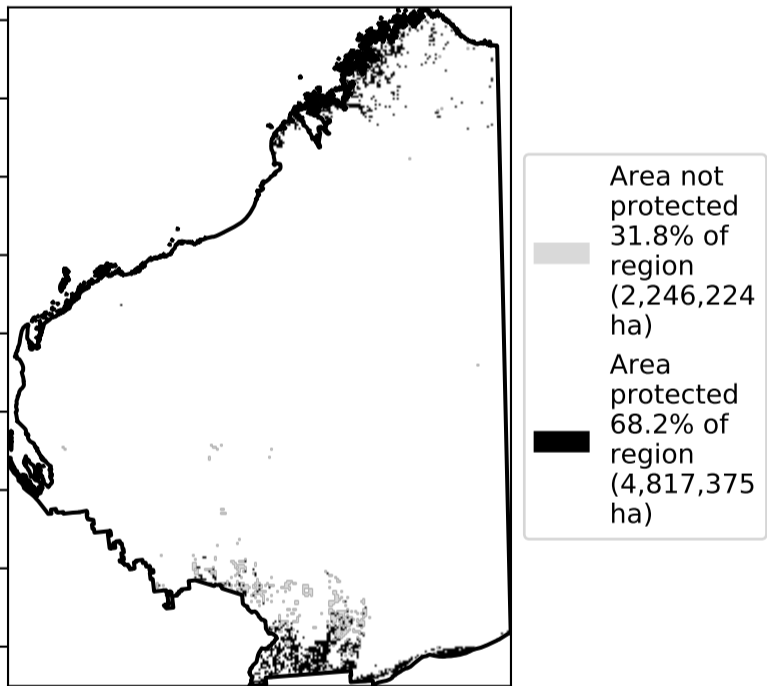 Area not
protected
31.8% of
region
(2,246,224
ha)
Area
protected
68.2% of
region
(4,817,375
ha)